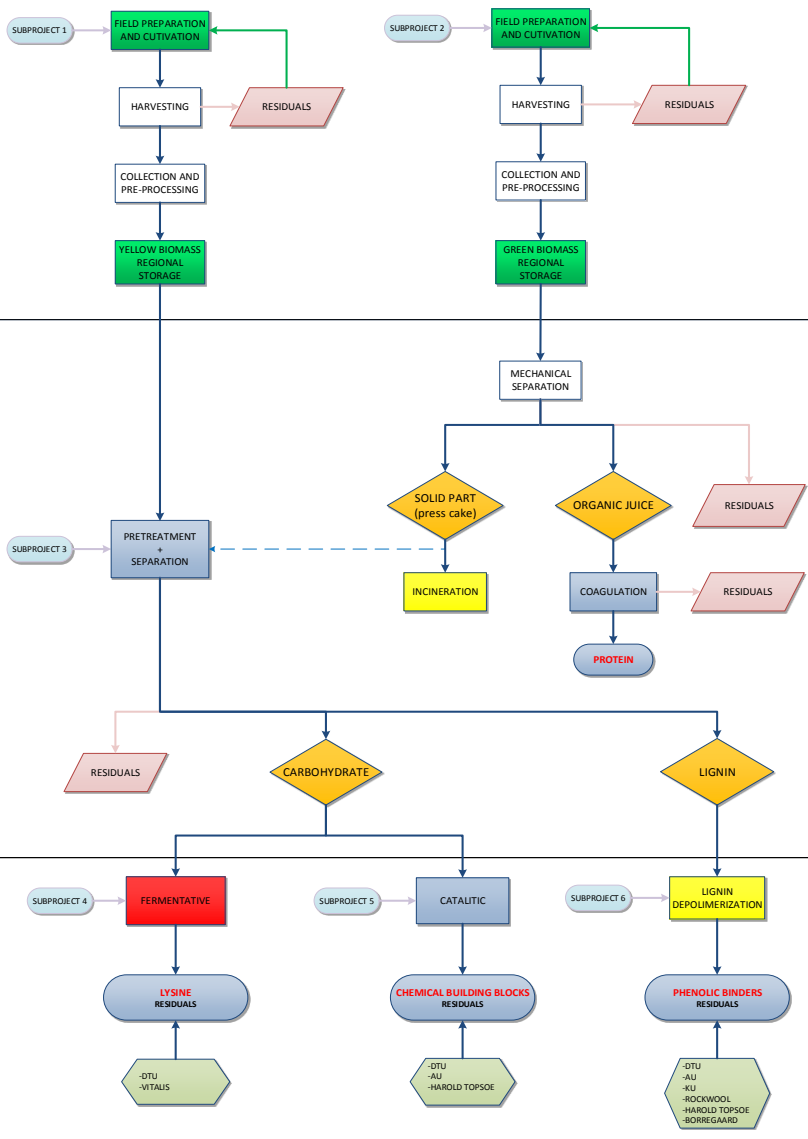 SUBPROJECT 1
FIELD PREPARATION
AND CUTIVATION
SUBPROJECT 2
FIELD PREPARATION
AND CUTIVATION
HARVESTING
RESIDUALS
HARVESTING
RESIDUALS
COLLECTION AND
PRE-PROCESSING
COLLECTION AND
PRE-PROCESSING
YELLOW BIOMASS
REGIONAL
STORAGE
GREEN BIOMASS
REGIONAL
STORAGE
MECHANICAL
SEPARATION
SOLID PART
(press cake)
ORGANIC JUICE
RESIDUALS
SUBPROJECT 3
PRETREATMENT
+
SEPARATION
INCINERATION
COAGULATION
RESIDUALS
PROTEIN
RESIDUALS
CARBOHYDRATE
LIGNIN
SUBPROJECT 4
FERMENTATIVE
SUBPROJECT 5
CATALITIC
SUBPROJECT 6
LIGNIN
DEPOLIMERIZATION
LYSINE
RESIDUALS
CHEMICAL BUILDING BLOCKS
RESIDUALS
PHENOLIC BINDERS
RESIDUALS
-DTU
-VITALIS
-DTU
-AU
-HAROLD TOPSOE
-DTU
-AU
-KU
-ROCKWOOL
-HAROLD TOPSOE
-BORREGAARD